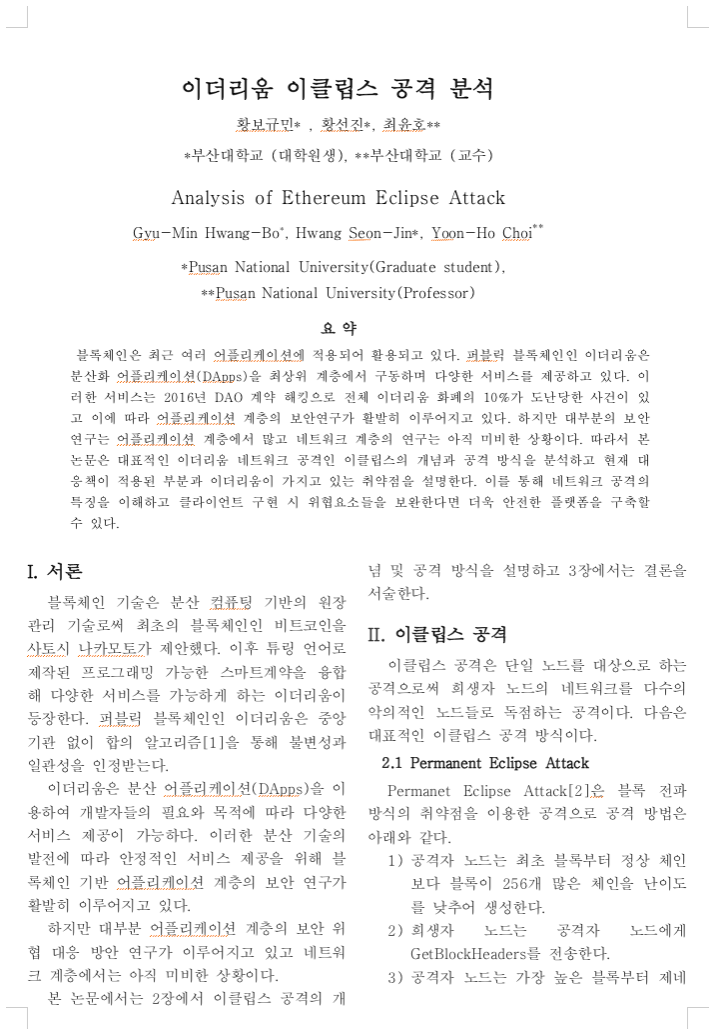 이더리움 이클립스 공격 분석
황보규민* , 황선진*, 최윤호**
*부산대학교 (대학원생), **부산대학교 (교수)
Analysis of Ethereum Eclipse Attack
Gyu-Min Hwang-Bo*, Hwang Seon-Jin*, Yoon-Ho Choi**
*Pusan National University(Graduate student),
**Pusan National University(Professor)
요 약
블록체인은 최근 여러 어플리케이션에 적용되어 활용되고 있다. 퍼블릭 블록체인인 이더리움은
분산화 어플리케이션(DApps)을 최상위 계층에서 구동하며 다양한 서비스를 제공하고 있다. 이
러한 서비스는 2016년 DAO 계약 해킹으로 전체 이더리움 화폐의 10%가 도난당한 사건이 있
고 이에 따라 어플리케이션 계층의 보안연구가 활발히 이루어지고 있다. 하지만 대부분의 보안
연구는 어플리케이션 계층에서 많고 네트워크 계층의 연구는 아직 미비한 상황이다. 따라서 본
논문은 대표적인 이더리움 네트워크 공격인 이클립스의 개념과 공격 방식을 분석하고 현재 대
응책이 적용된 부분과 이더리움이 가지고 있는 취약점을 설명한다. 이를 통해 네트워크 공격의
특징을 이해하고 클라이언트 구현 시 위협요소들을 보완한다면 더욱 안전한 플랫폼을 구축할
수 있다.
I. 서론
블록체인 기술은 분산 컴퓨팅 기반의 원장
관리 기술로써 최초의 블록체인인 비트코인을
사토시 나카모토가 제안했다. 이후 튜링 언어로
제작된 프로그래밍 가능한 스마트계약을 융합
해 다양한 서비스를 가능하게 하는 이더리움이
등장한다. 퍼블릭 블록체인인 이더리움은 중앙
기관 없이 합의 알고리즘[1]을 통해 불변성과
일관성을 인정받는다.
이더리움은 분산 어플리케이션(DApps)을 이
용하여 개발자들의 필요와 목적에 따라 다양한
서비스 제공이 가능하다. 이러한 분산 기술의
발전에 따라 안정적인 서비스 제공을 위해 블
록체인 기반 어플리케이션 계층의 보안 연구가
활발히 이루어지고 있다.
하지만 대부분 어플리케이션 계층의 보안 위
협 대응 방안 연구가 이루어지고 있고 네트워
크 계층에서는 아직 미비한 상황이다.
본 논문에서는 2장에서 이클립스 공격의 개
념 및 공격 방식을 설명하고 3장에서는 결론을
서술한다.
II. 이클립스 공격
이클립스 공격은 단일 노드를 대상으로 하는
공격으로써 희생자 노드의 네트워크를 다수의
악의적인 노드들로 독점하는 공격이다. 다음은
대표적인 이클립스 공격 방식이다.
2.1 Permanent Eclipse Attack
Permanet Eclipse Attack[2]은 블록 전파
방식의 취약점을 이용한 공격으로 공격 방법은
아래와 같다.
1) 공격자 노드는 최초 블록부터 정상 체인
보다 블록이 256개 많은 체인을 난이도
를 낮추어 생성한다.
2) 희생자 노드는 공격자 노드에게
GetBlockHeaders를 전송한다.
3) 공격자 노드는 가장 높은 블록부터 제네